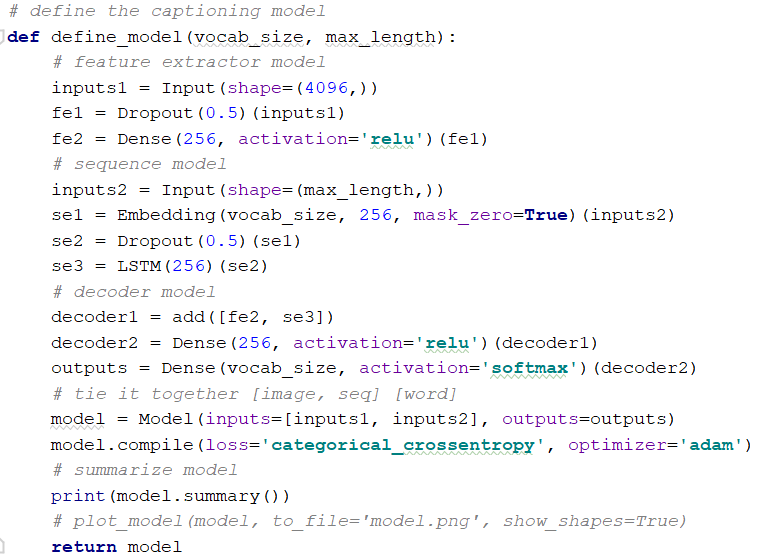 # define the captioning model
def define_model(vocab_size, max_length):
    # feature extractor model
    inputs1 = Input(shape=(4096,))
    fe1 = Dropout(0.5)(inputs1)
    fe2 = Dense(256, activation='relu')(fe1)
    # sequence model
    inputs2 = Input(shape=(max_length,))
    se1 = Embedding(vocab_size, 256, mask_zero=True)(inputs2)
    se2 = Dropout(0.5)(se1)
    se3 = LSTM(256)(se2)
    # decoder model
    decoder1 = add([fe2, se3])
    decoder2 = Dense(256, activation='relu')(decoder1)
    outputs = Dense(vocab_size, activation='softmax')(decoder2)
    # tie it together [image, seq] [word]
    model = Model(inputs=[inputs1, inputs2], outputs=outputs)
    model.compile(loss='categorical_crossentropy', optimizer='adam')
    # summarize model
    print(model.summary())
    # plot_model(model, to_file='model.png', show_shapes=True)
    return model